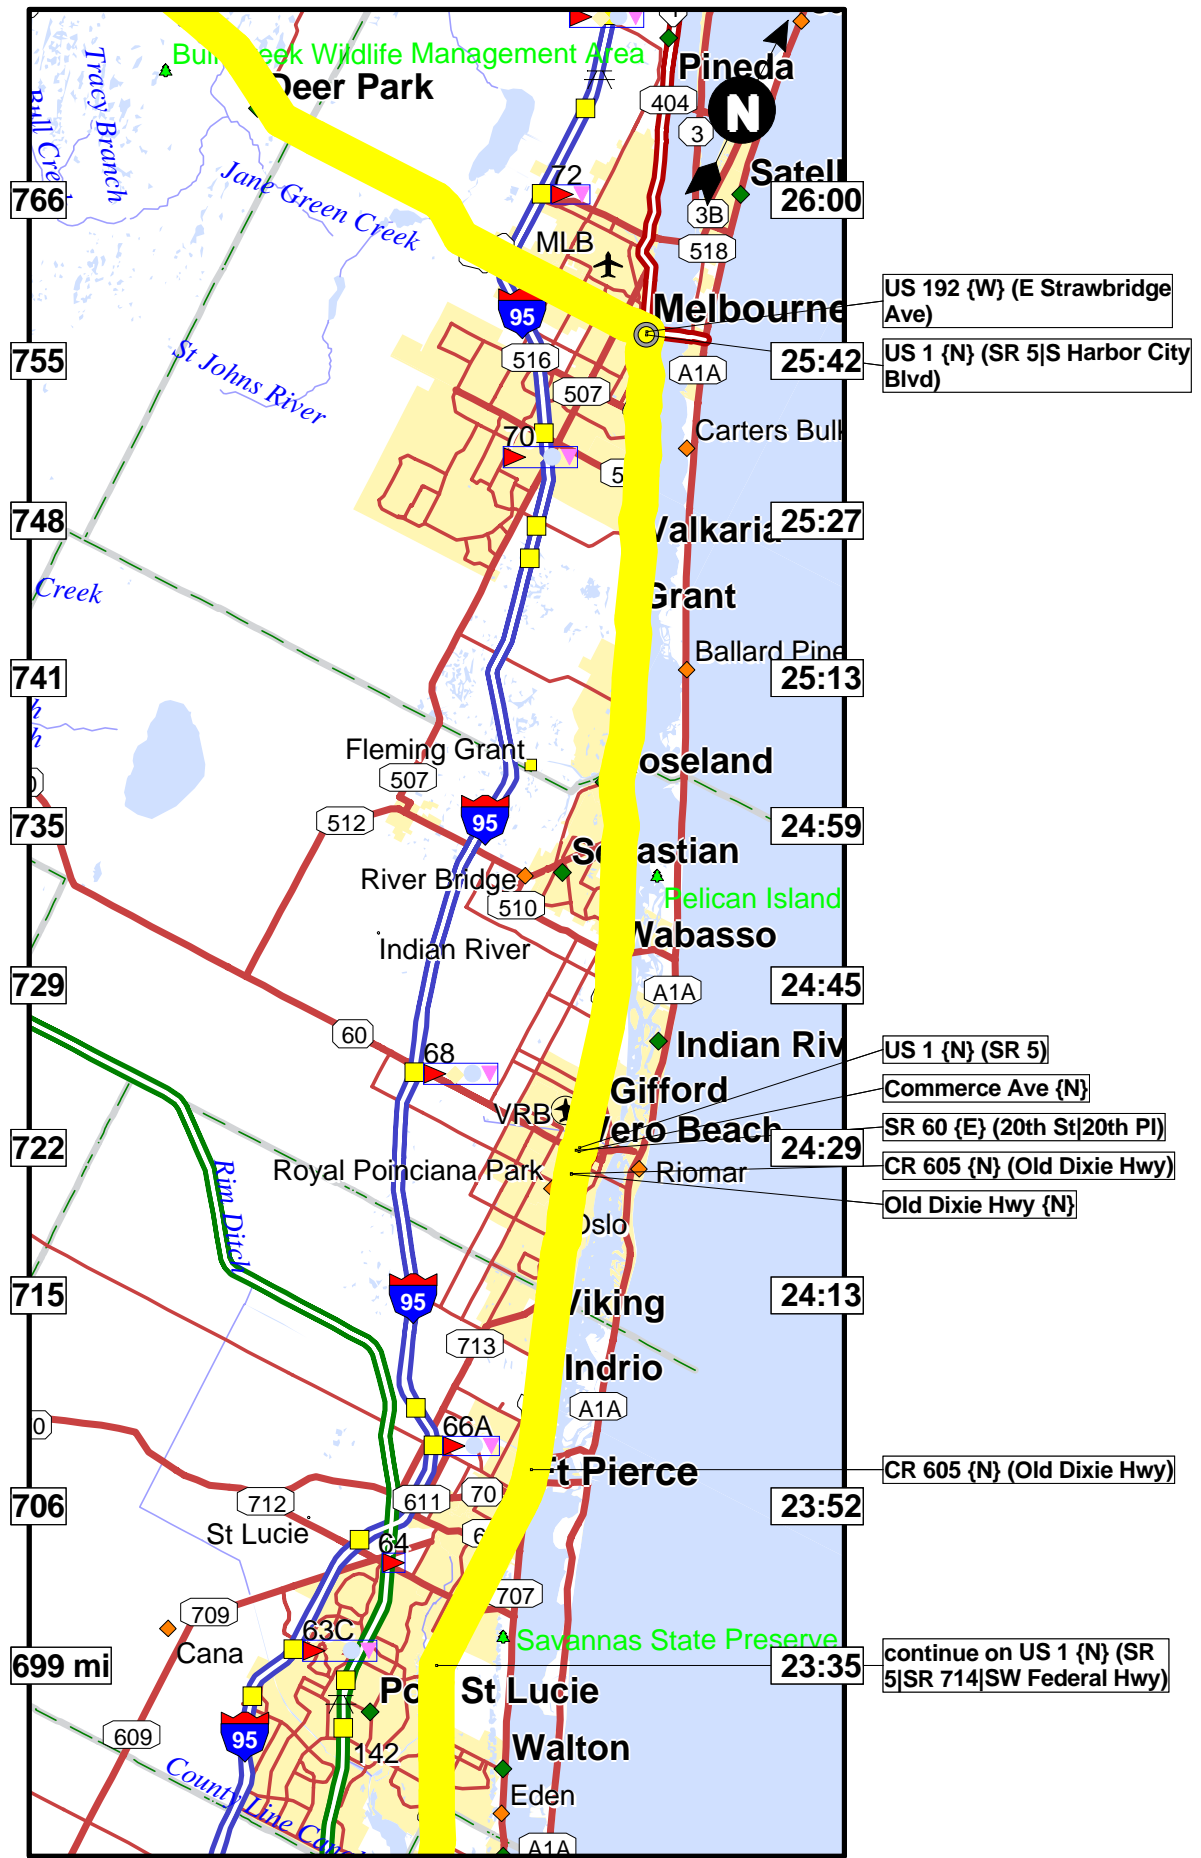 Bull Creek Wildlife Management Area
Deer Park
Tracy Branch
Bull Cree
Jane Green Creek
Pineda
404
3
N
72
Satell
766
26:00
3B
518
MLB
US 192 {W} (E Strawbridge
Ave)
95
Melbourne
755
25:42
US 1 {N} (SR 5|S Harbor City
Blvd)
516
A1A
507
St Johns River
70
Carters Bulk
5
748
25:27
Valkaria
Creek
Grant
Ballard Pine
741
25:13
Fleming Grant
507
oseland
512
95
735
24:59
Sebastian
River Bridge
510
Pelican Island
Wabasso
Indian River
729
24:45
A1A
60
Indian Riv
US 1 {N} (SR 5)
68
Gifford
Commerce Ave {N}
VRB
Vero Beach
SR 60 {E} (20th St|20th Pl)
722
24:29
Royal Poinciana Park
Riomar
CR 605 {N} (Old Dixie Hwy)
Rim Ditch
Old Dixie Hwy {N}
Oslo
715
24:13
95
Viking
713
Indrio
A1A
0
66A
Ft Pierce
CR 605 {N} (Old Dixie Hwy)
70
611
712
706
23:52
St Lucie
6
64
707
709
63C
Cana
Savannas State Preserve
699 mi
23:35
continue on US 1 {N} (SR
5|SR 714|SW Federal Hwy)
Port St Lucie
609
95
142
Walton
County Line Cana
Eden
A1A